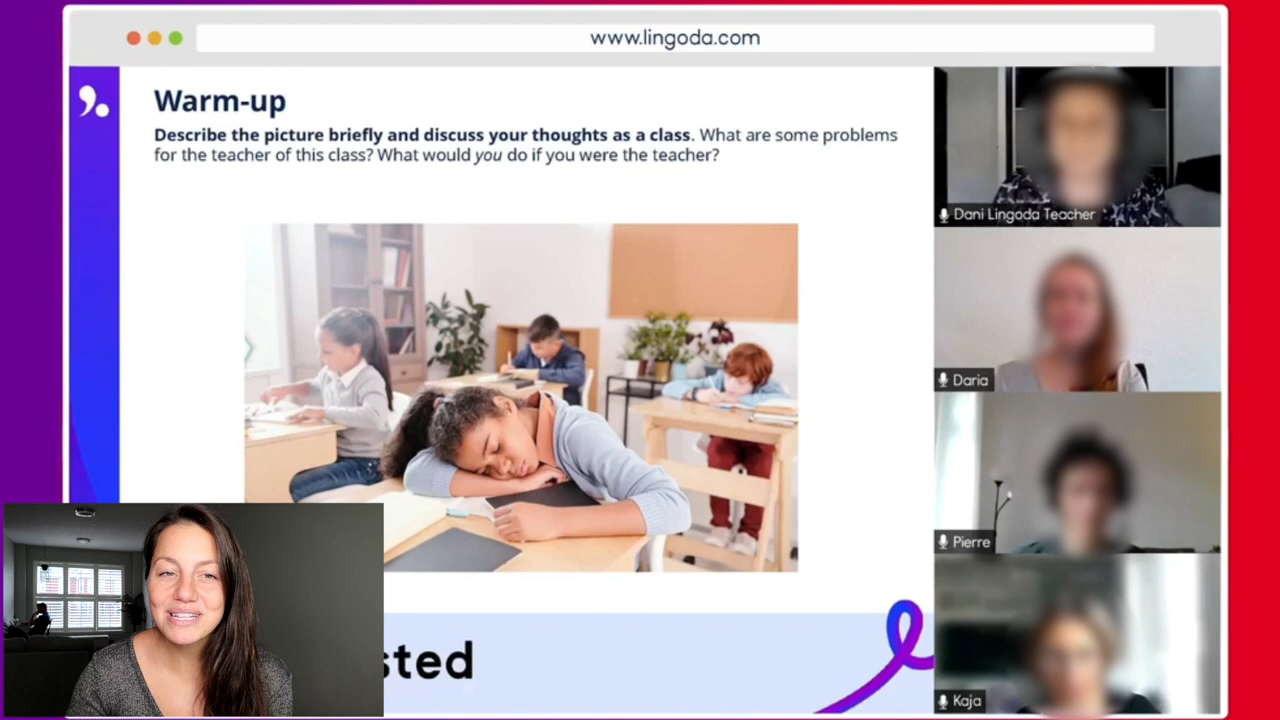 www.lingoda.com
Warm-up
Describe the picture briefly and discuss your thoughts as a class. What are some problems
for the teacher of this class? What would you do if you were the teacher?
Dani Lingoda Teacher
Daria
Pierre
Kaja
sted